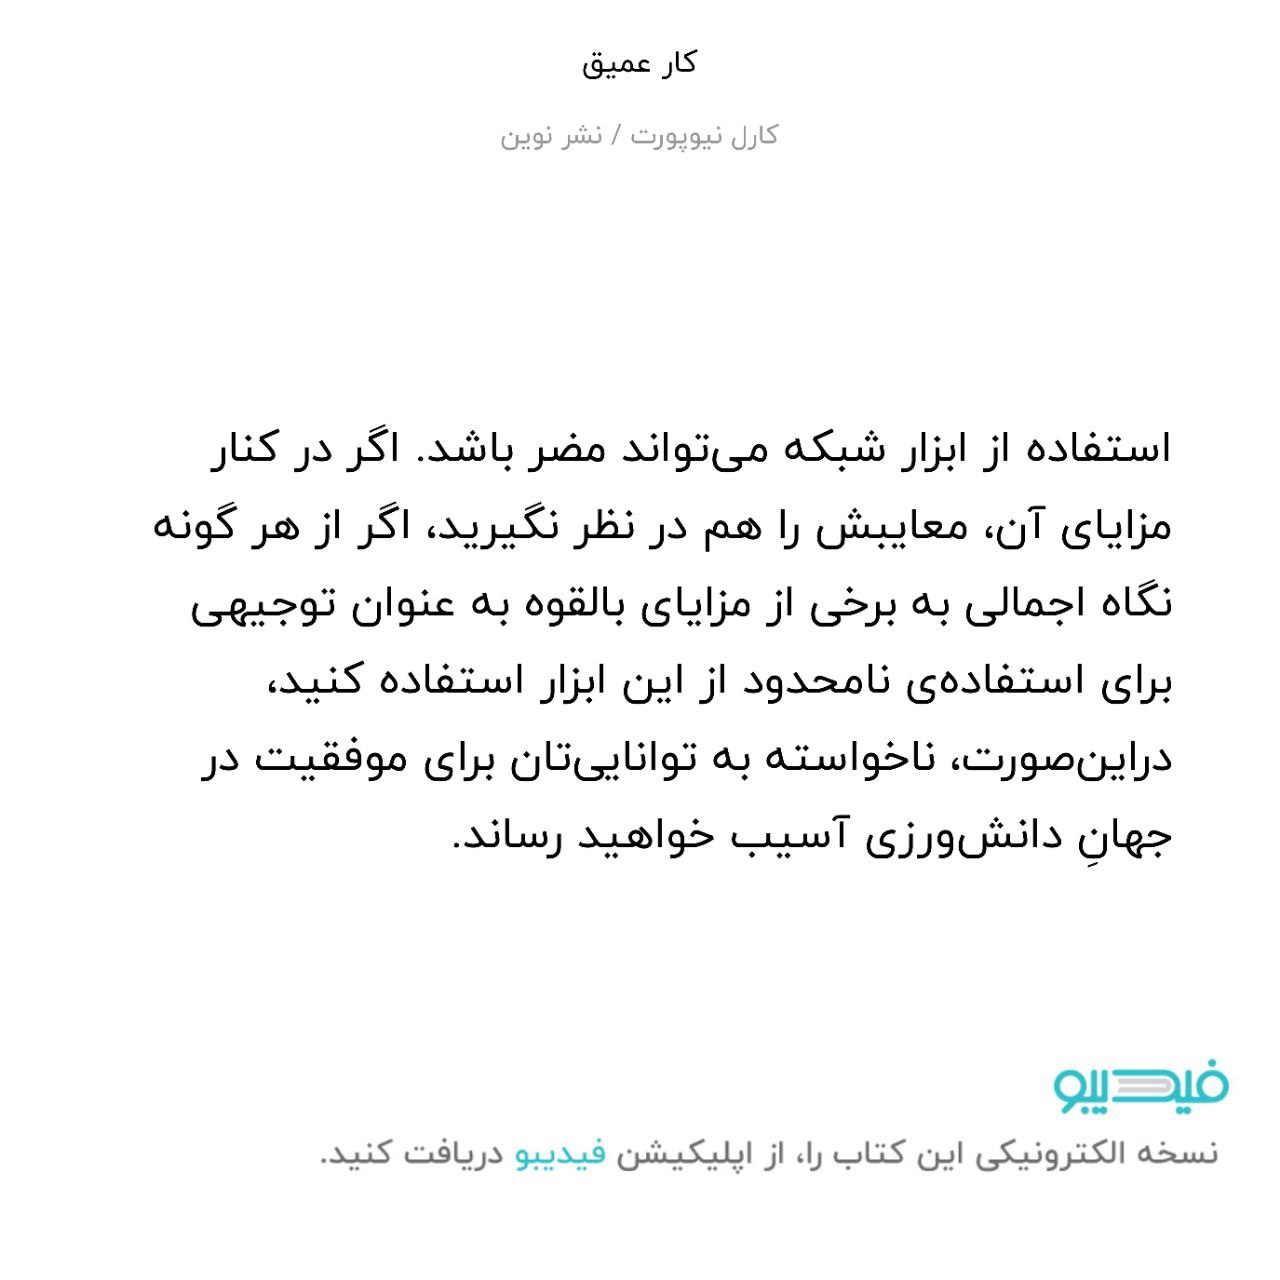 کار عمیق
کارل نیوپورت / نشر نوین
استفاده از ابزار شبکه می‌تواند مضر باشد. اگر در کنار
مزایای آن، معایبش را هم در نظر نگیرید، اگر از هر گونه
نگاه اجمالی به برخی از مزایای بالقوه به عنوان توجیهی
برای استفاده‌ی نامحدود از این ابزار استفاده کنید،
دراین‌صورت، ناخواسته به توانایی‌تان برای موفقیت در
جهانِ دانش‌ورزی آسیب خواهید رساند.
فیدیبو
نسخه الکترونیکی این کتاب را، از اپلیکیشن فیدیبو دریافت کنید.